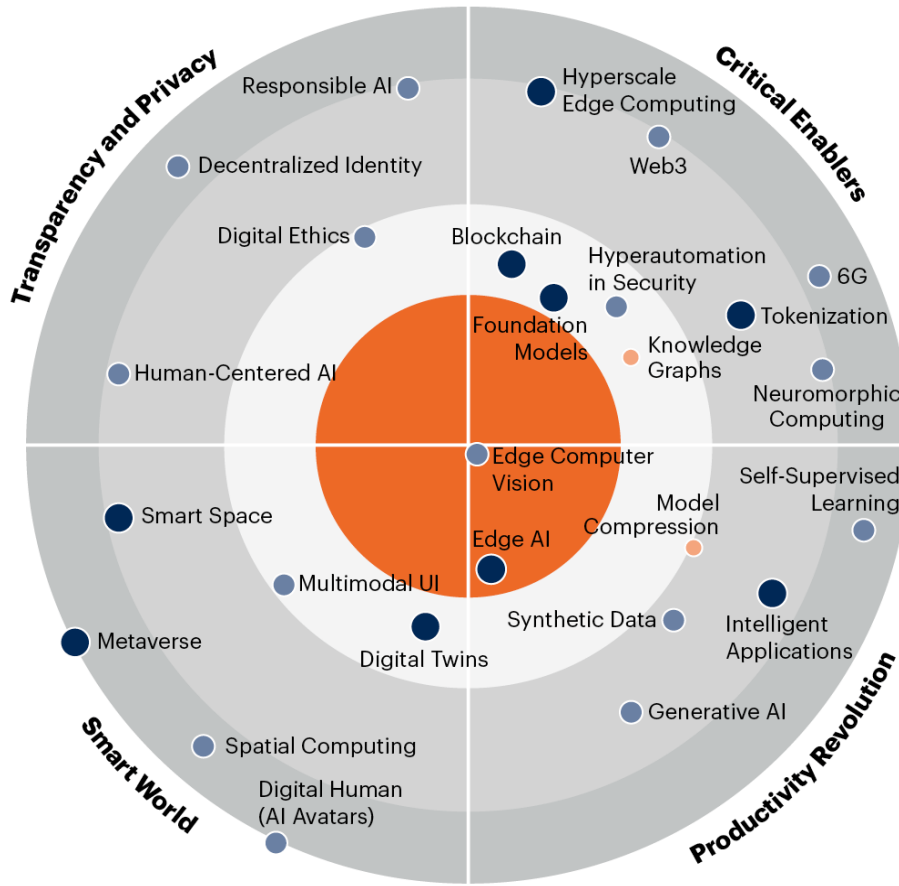 Transparency and Privacy
Critical Enablers
Responsible AI
Hyperscale
Edge Computing
Decentralized Identity
Web3
Digital Ethics
Blockchain
Hyperautomation
in Security
6G
Foundation
Models
Tokenization
Knowledge
Graphs
Human-Centered AI
Neuromorphic
Computing
Edge Computer
Vision
Self-Supervised
Learning
Smart Space
Model
Compression
Edge AI
Multimodal UI
Synthetic Data
Intelligent
Applications
Metaverse
Digital Twins
Generative AI
Spatial Computing
Digital Human
(AI Avatars)
Smart World
Productivity Revolution